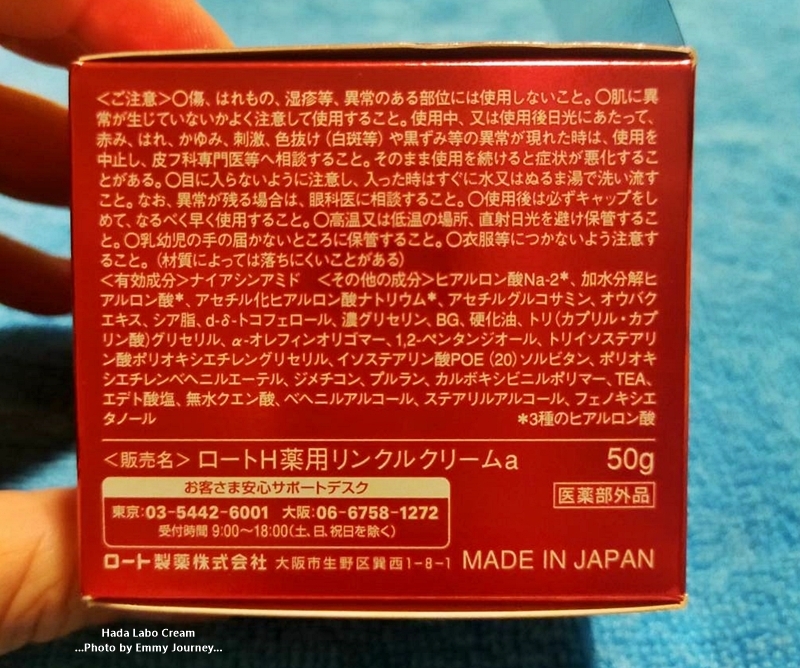 <ご注意>○傷、はれもの、湿疹等、異常のある部位には使用しないこと。○肌に異
常が生じていないかよく注意して使用すること。使用中、又は使用後日光にあたって、
赤み、はれ、かゆみ、刺激、色抜け(白斑等)や黒ずみ等の異常が現れた時は、使用を
中止し、皮フ科専門医等へ相談すること。そのまま使用を続けると症状が悪化するこ
とがある。○目に入らないように注意し、入った時はすぐに水又はぬるま湯で洗い流す
こと。なお、異常が残る場合は、眼科医に相談すること。○使用後は必ずキャップをし
めて、なるべく早く使用すること。○高温又は低温の場所、直射日光を避け保管するこ
と。○乳幼児の手の届かないところに保管すること。○衣服等につかないよう注意す
ること。(材質によっては落ちにくいことがある)
<有効成分>ナイアシンアミド <その他の成分>ヒアルロン酸Na-2*、加水分解ヒ
アルロン酸*、アセチル化ヒアルロン酸ナトリウム*、アセチルグルコサミン、オウバク
エキス、シア脂、d-δ-トコフェロール、濃グリセリン、BG、硬化油、トリ(カプリル・カプ
リン酸)グリセリル、α-オレフィンオリゴマー、1,2-ペンタンジオール、トリイソステアリ
ン酸ポリオキシエチレングリセリル、イソステアリン酸POE(20)ソルビタン、ポリオキ
シエチレンベヘニルエーテル、ジメチコン、プルラン、カルボキシビニルポリマー、TEA、
エデト酸塩、無水クエン酸、ベヘニルアルコール、ステアリルアルコール、フェノキシエ
タノール *3種のヒアルロン酸
<販売名>ロートH薬用リンクルクリームa 50g
お客さま安心サポートデスク
医薬部外品
東京:03-5442-6001 大阪:06-6758-1272
受付時間 9:00~18:00(土、日、祝日を除く)
ロート製薬株式会社 大阪市生野区巽西1-8-1 MADE IN JAPAN
Hada Labo Cream
...Photo by Emmy Journey...